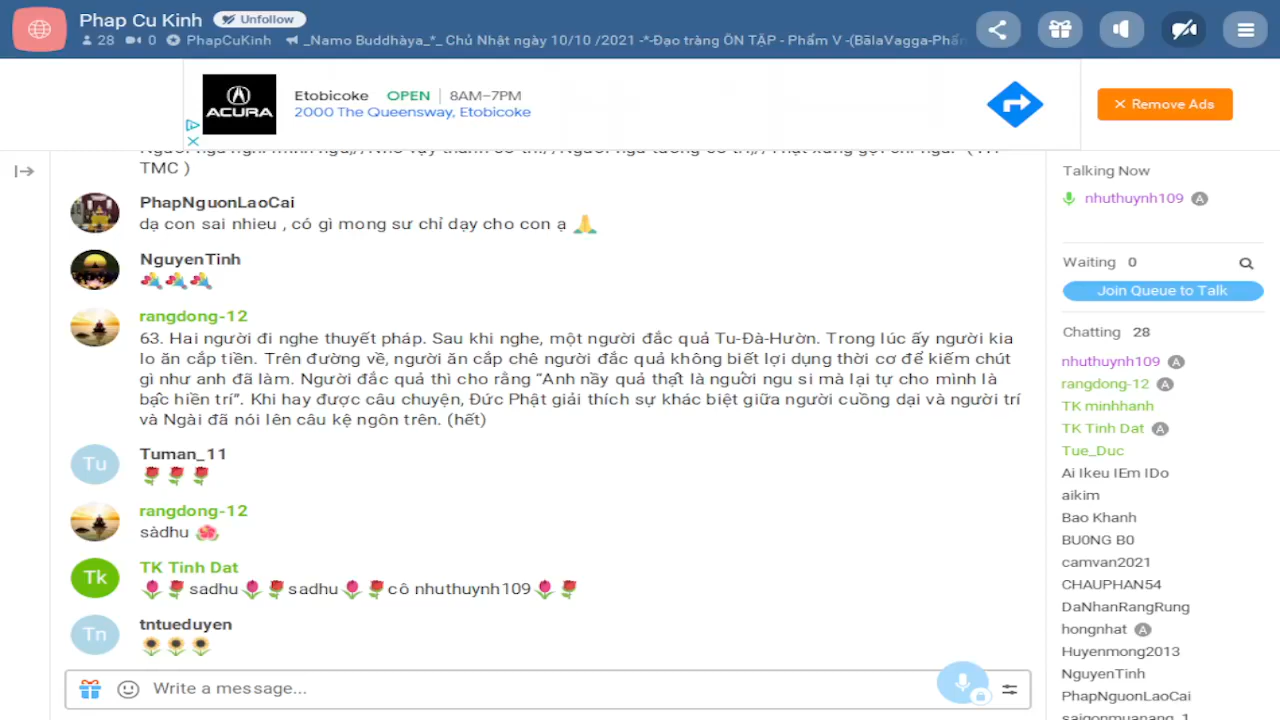 Phap Cu Kinh
Unfollow
28
0
PhapCuKinh
_Namo Buddhàya_*_ Chủ Nhật ngày 10/10 /2021 -*-Đạo tràng ÔN TẬP - Phẩm V -(BālaVagga-Phẩm
ACURA
Etobicoke OPEN 8AM–7PM
2000 The Queensway, Etobicoke
Remove Ads
TMC )
PhapNguonLaoCai
dạ con sai nhieu , có gì mong sư chỉ dạy cho con ạ
NguyenTinh
rangdong-12
63. Hai người đi nghe thuyết pháp. Sau khi nghe, một người đắc quả Tu-Đà-Hườn. Trong lúc ấy người kia
lo ăn cắp tiền. Trên đường về, người ăn cắp chê người đắc quả không biết lợi dụng thời cơ để kiếm chút
gì như anh đã làm. Người đắc quả thì cho rằng “Anh nầy quả thật là người ngu si mà lại tự cho mình là
bậc hiền trí”. Khi hay được câu chuyện, Đức Phật giải thích sự khác biệt giữa người cuồng dại và người trí
và Ngài đã nói lên câu kệ ngôn trên. (hết)
Tu
Tuman_11
rangdong-12
sàdhu
Tk
TK Tinh Dat
sadhu sadhu cô nhuthuynh109
Tn
tntueduyen
Write a message...
Talking Now
nhuthuynh109 A
Waiting 0
Join Queue to Talk
Chatting 28
nhuthuynh109 A
rangdong-12 A
TK minhhanh
TK Tinh Dat A
Tue_Duc
Ai Ikeu IEm IDo
aikim
Bao Khanh
BU0NG B0
camvan2021
CHAUPHAN54
DaNhanRangRung
hongnhat A
Huyenmong2013
NguyenTinh
PhapNguonLaoCai
saigonmuanang_1